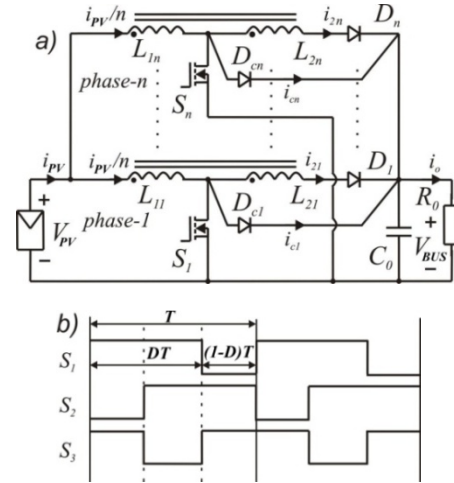 a)
i_PV/n
i_2n
D_n
L_1n
D_cn
L_2n
phase-n
S_n
i_cn
i_PV
i_PV/n
i_21
D_1
i_o
L_11
D_c1
L_21
R_0
phase-1
V_PV
S_1
i_c1
C_0
V_BUS
+
−
+
−
b)
T
S_1
DT
(1-D)T
S_2
S_3